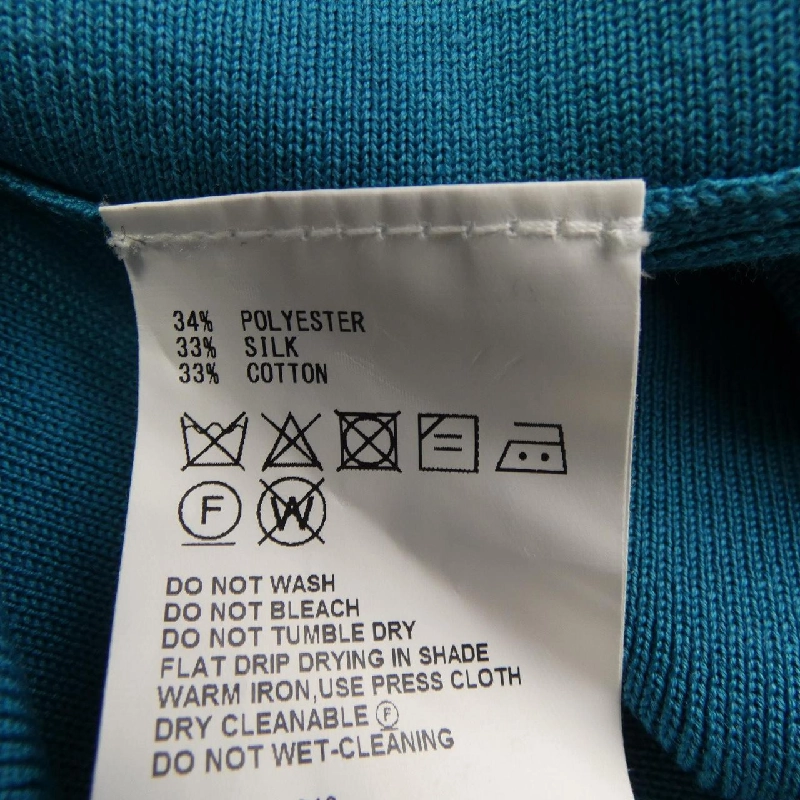 34% POLYESTER
33% SILK
33% COTTON
F W
DO NOT WASH
DO NOT BLEACH
DO NOT TUMBLE DRY
FLAT DRIP DRYING IN SHADE
WARM IRON,USE PRESS CLOTH
DRY CLEANABLE Ⓕ
DO NOT WET-CLEANING